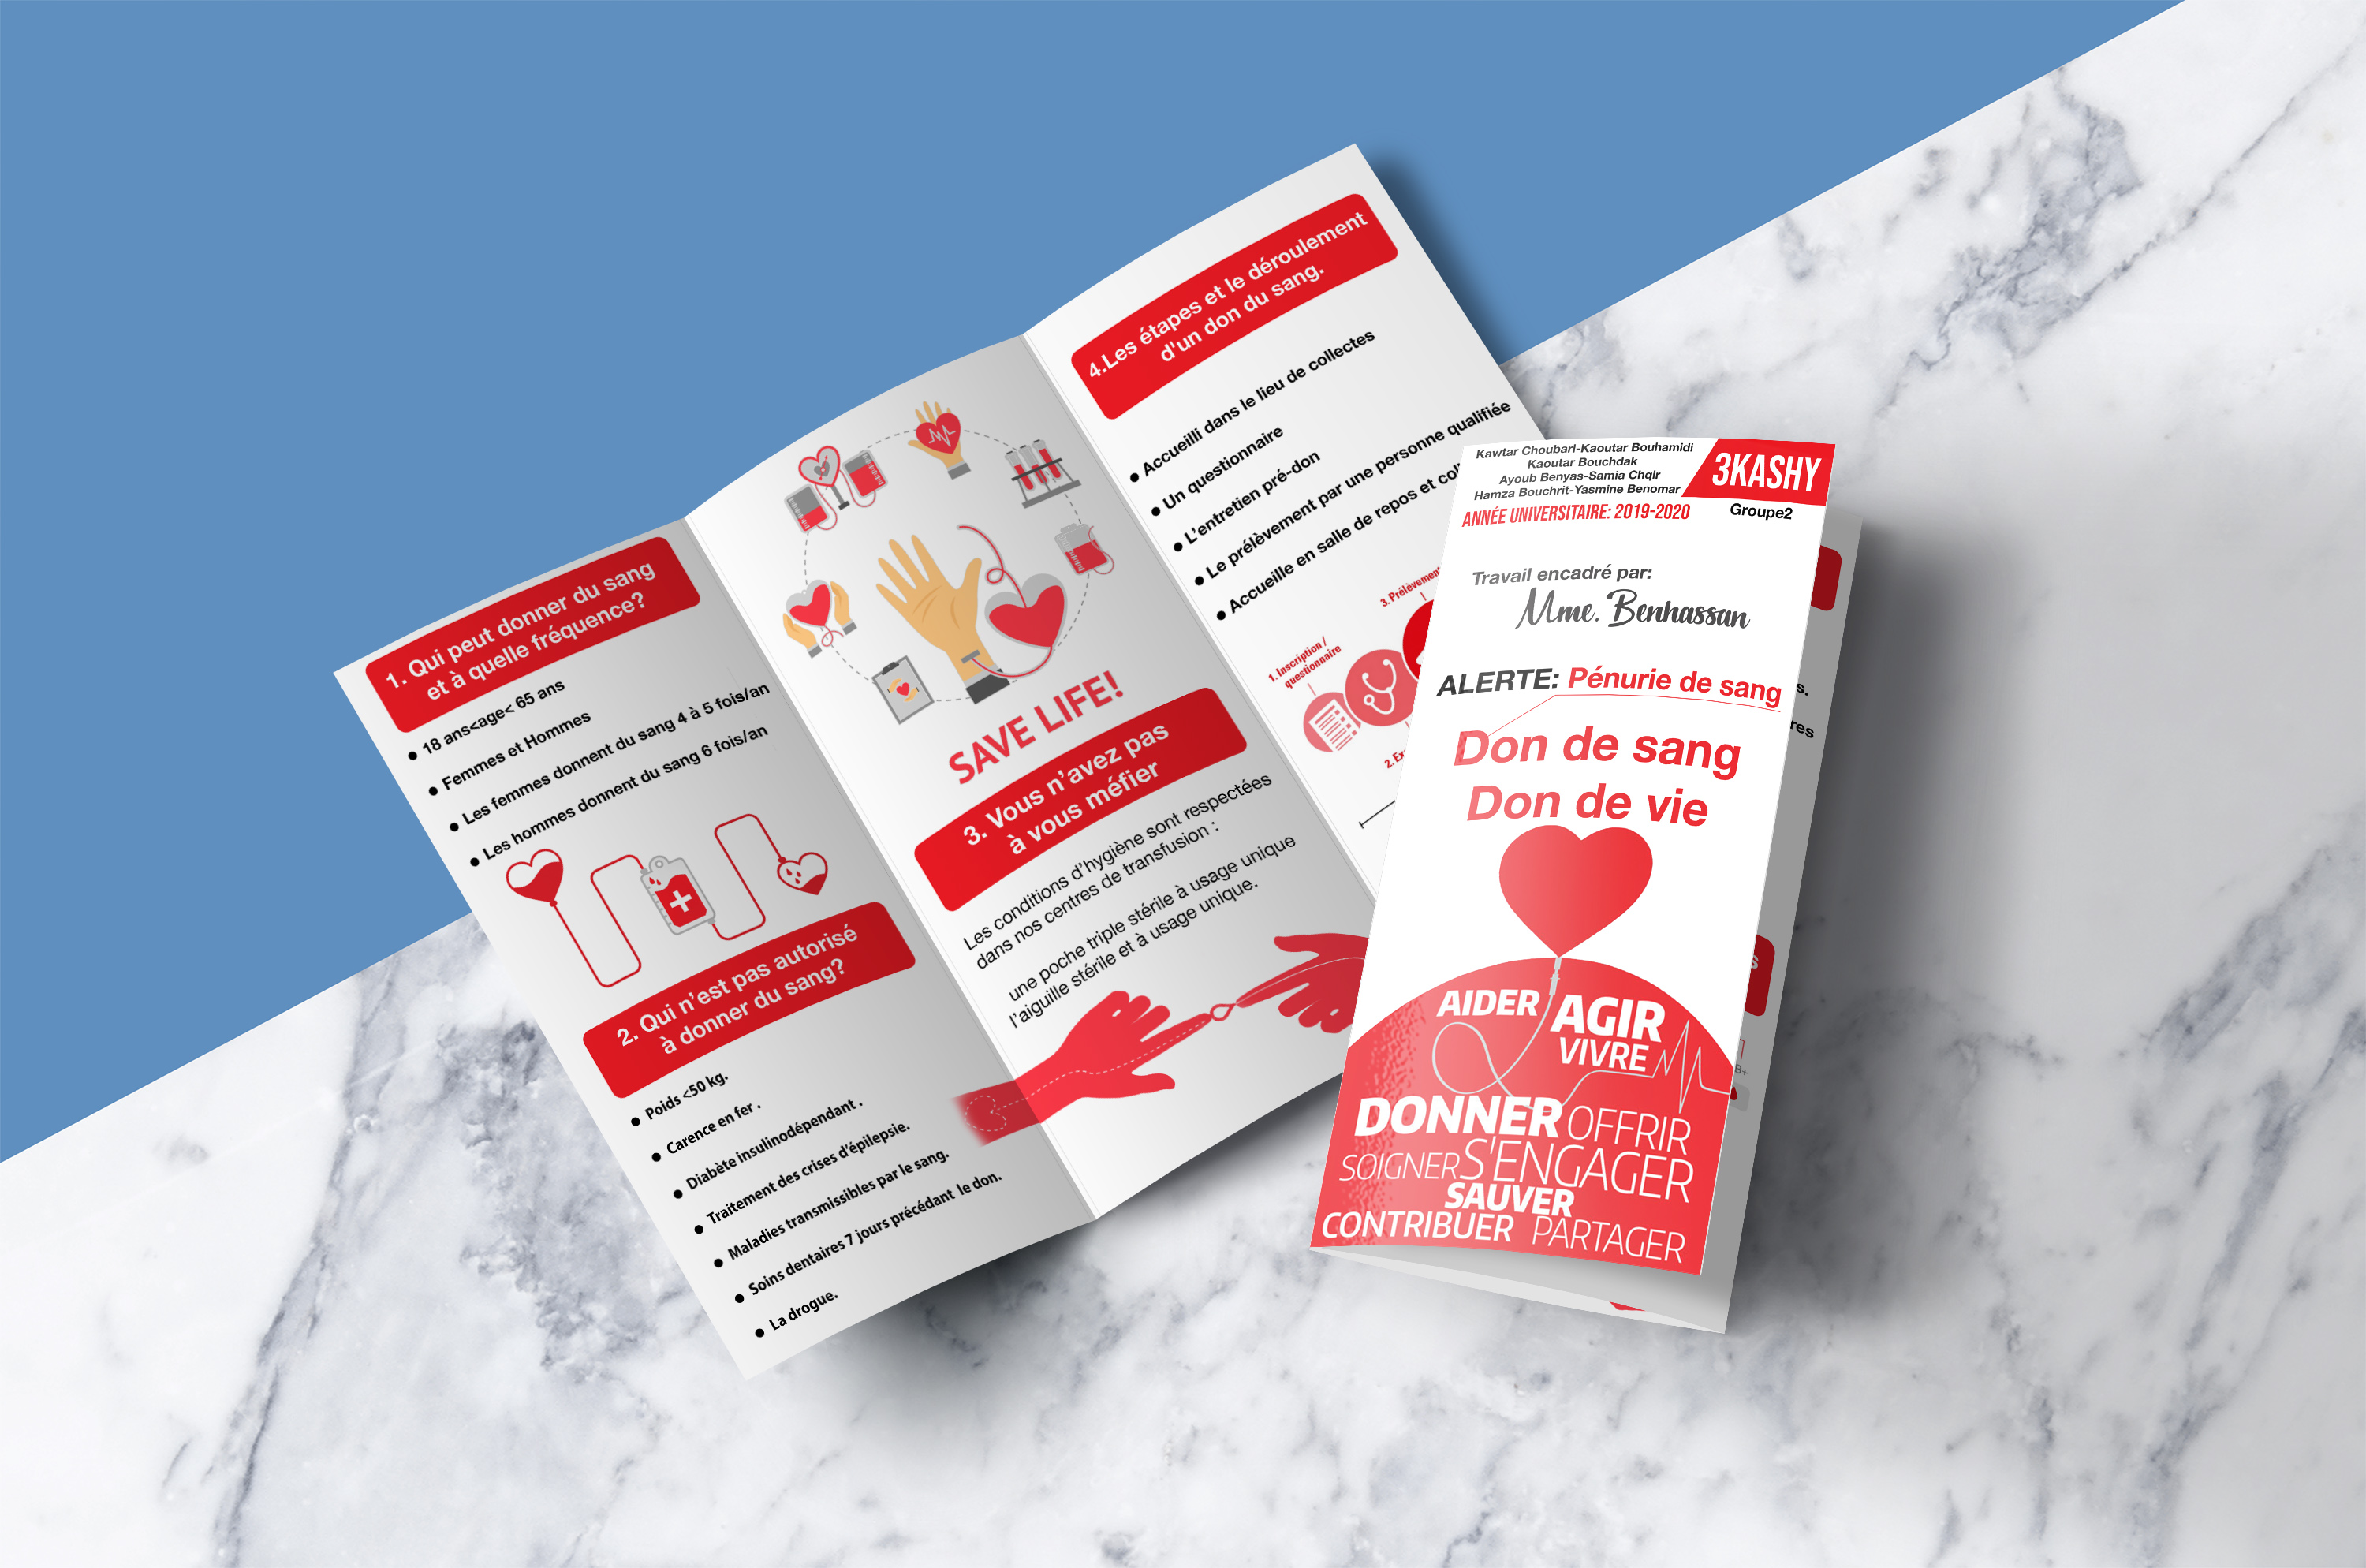 1. Qui peut donner du sang
et à quelle fréquence?
● 18 ans<age< 65 ans
● Femmes et Hommes
● Les femmes donnent du sang 4 à 5 fois/an
● Les hommes donnent du sang 6 fois/an
2. Qui n'est pas autorisé
à donner du sang?
● Poids <50 kg.
● Carence en fer .
● Diabète insulinodépendant .
● Traitement des crises d'épilepsie.
● Maladies transmissibles par le sang.
● Soins dentaires 7 jours précédant le don.
● La drogue.
SAVE LIFE!
3. Vous n'avez pas
à vous méfier
Les conditions d'hygiène sont respectées
dans nos centres de transfusion :
une poche triple stérile à usage unique
l'aiguille stérile et à usage unique.
4.Les étapes et le déroulement
d'un don du sang.
● Accueilli dans le lieu de collectes
● Un questionnaire
● L'entretien pré-don
● Le prélèvement par une personne qualifiée
● Accueille en salle de repos et
1. Inscription /
questionnaire
2.
3. Prélèvement
Kawtar Choubari-Kaoutar Bouhamidi
Kaoutar Bouchdak
Ayoub Benyas-Samia Chqir
Hamza Bouchrit-Yasmine Benomar
3KASHY
ANNÉE UNIVERSITAIRE: 2019-2020
Groupe2
Travail encadré par:
Mme. Benhassan
ALERTE: Pénurie de sang
Don de sang
Don de vie
AIDER AGIR
VIVRE
DONNER OFFRIR
SOIGNER S'ENGAGER
SAUVER
CONTRIBUER PARTAGER
B+